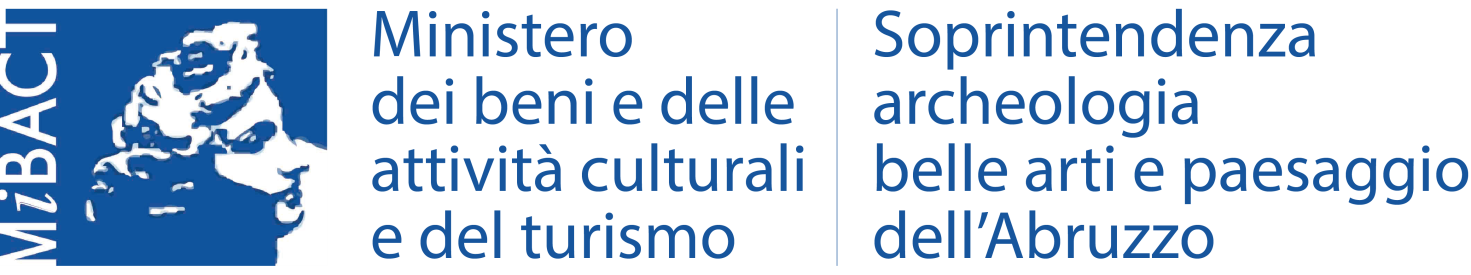 MiBACT
Ministero
dei beni e delle
attività culturali
e del turismo
Soprintendenza
archeologia
belle arti e paesaggio
dell'Abruzzo